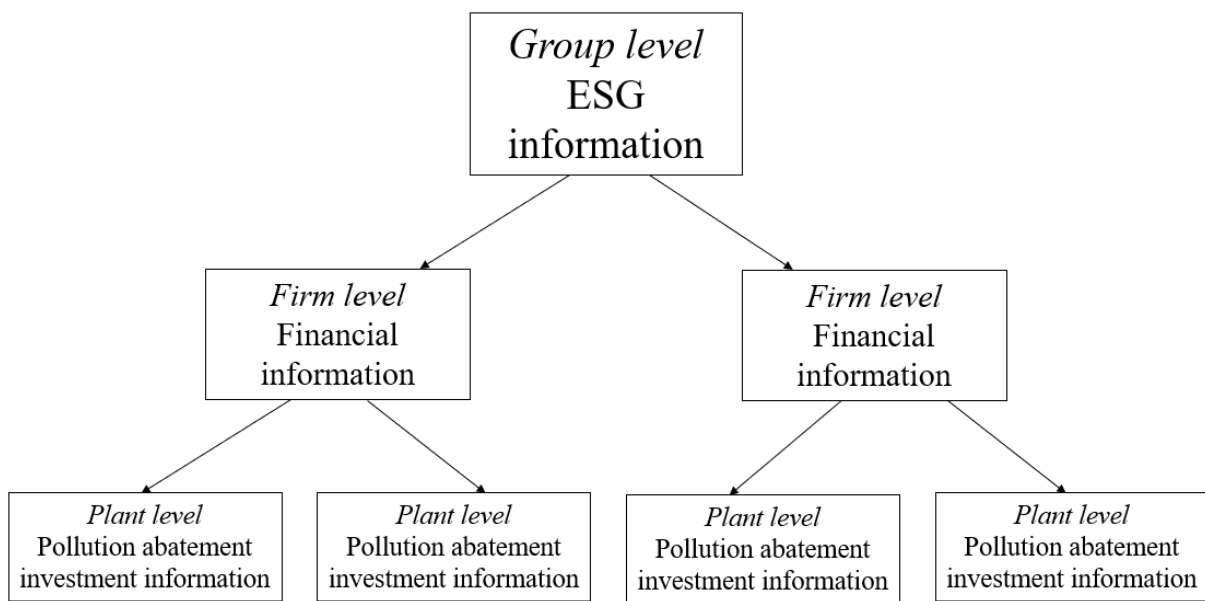 Group level
ESG
information
Firm level
Financial
information
Firm level
Financial
information
Plant level
Pollution abatement
investment information
Plant level
Pollution abatement
investment information
Plant level
Pollution abatement
investment information
Plant level
Pollution abatement
investment information